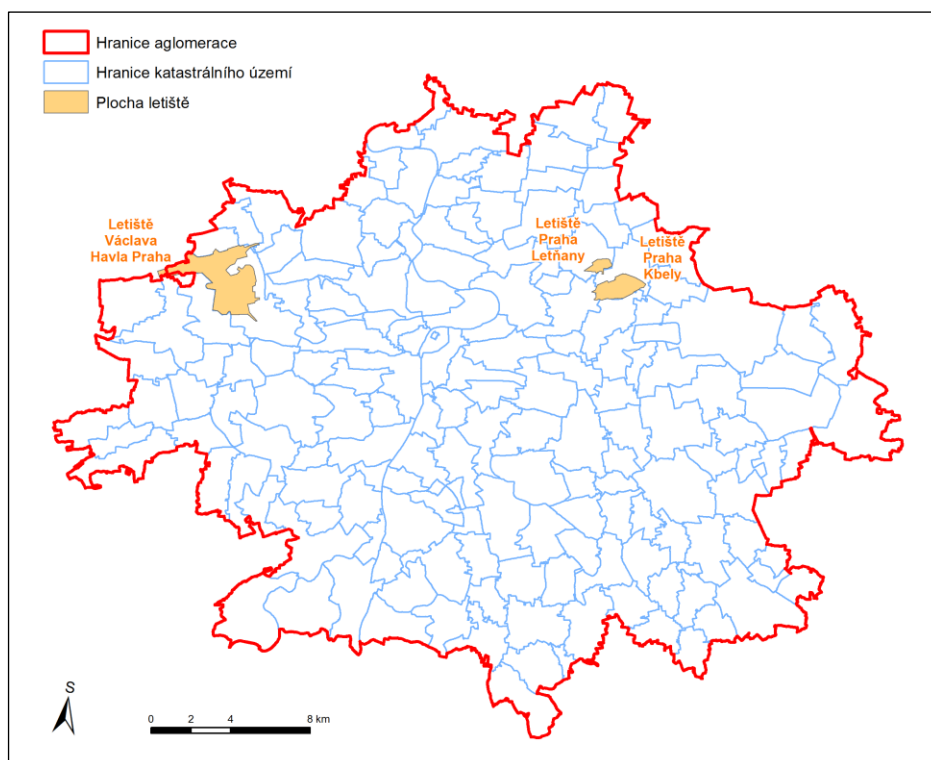 Hranice aglomerace
Hranice katastrálního území
Plocha letiště
Letiště
Václava
Havla Praha
Letiště
Praha
Letňany
Letiště
Praha
Kbely
S
0 2 4 8 km